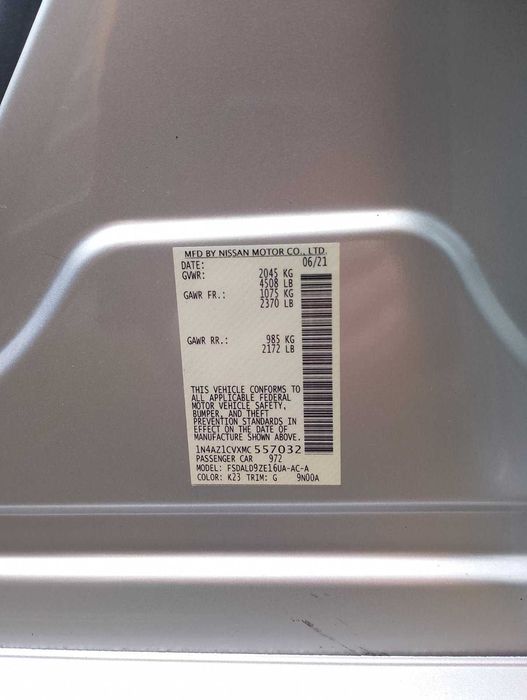 MFD BY NISSAN MOTOR CO., LTD.
DATE: 06/21
GVWR: 2045 KG
4508 LB
GAWR FR.: 1075 KG
2370 LB
GAWR RR.: 985 KG
2172 LB
THIS VEHICLE CONFORMS TO
ALL APPLICABLE FEDERAL
MOTOR VEHICLE SAFETY,
BUMPER, AND THEFT
PREVENTION STANDARDS IN
EFFECT ON THE DATE OF
MANUFACTURE SHOWN ABOVE.
1N4AZ1CVXMC 557032
PASSENGER CAR 972
MODEL: FSDALD9ZE16UA-AC-A
COLOR: K23 TRIM: G 9N00A